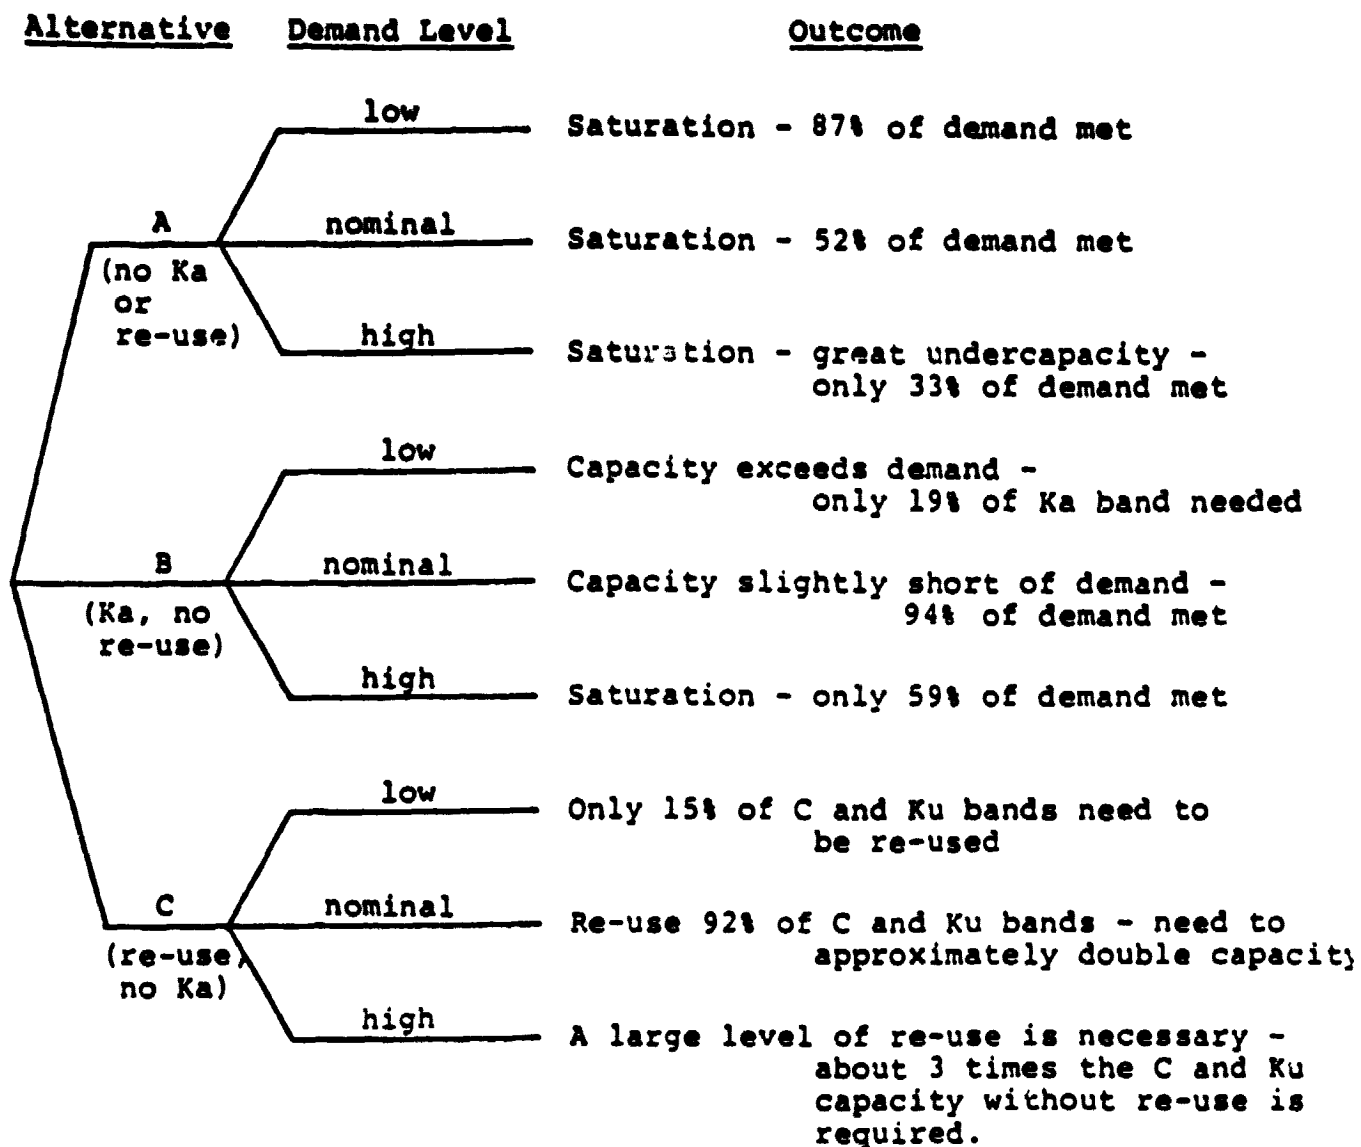 Alternative Demand Level Outcome
low Saturation - 87% of demand met
A nominal Saturation - 52% of demand met
(no Ka
or
re-use)
high Saturation - great undercapacity -
only 33% of demand met
low Capacity exceeds demand -
only 19% of Ka band needed
B nominal Capacity slightly short of demand -
(Ka, no 94% of demand met
re-use)
high Saturation - only 59% of demand met
low Only 15% of C and Ku bands need to
be re-used
C nominal Re-use 92% of C and Ku bands - need to
(re-use, approximately double capacity
no Ka)
high A large level of re-use is necessary -
about 3 times the C and Ku
capacity without re-use is
required.